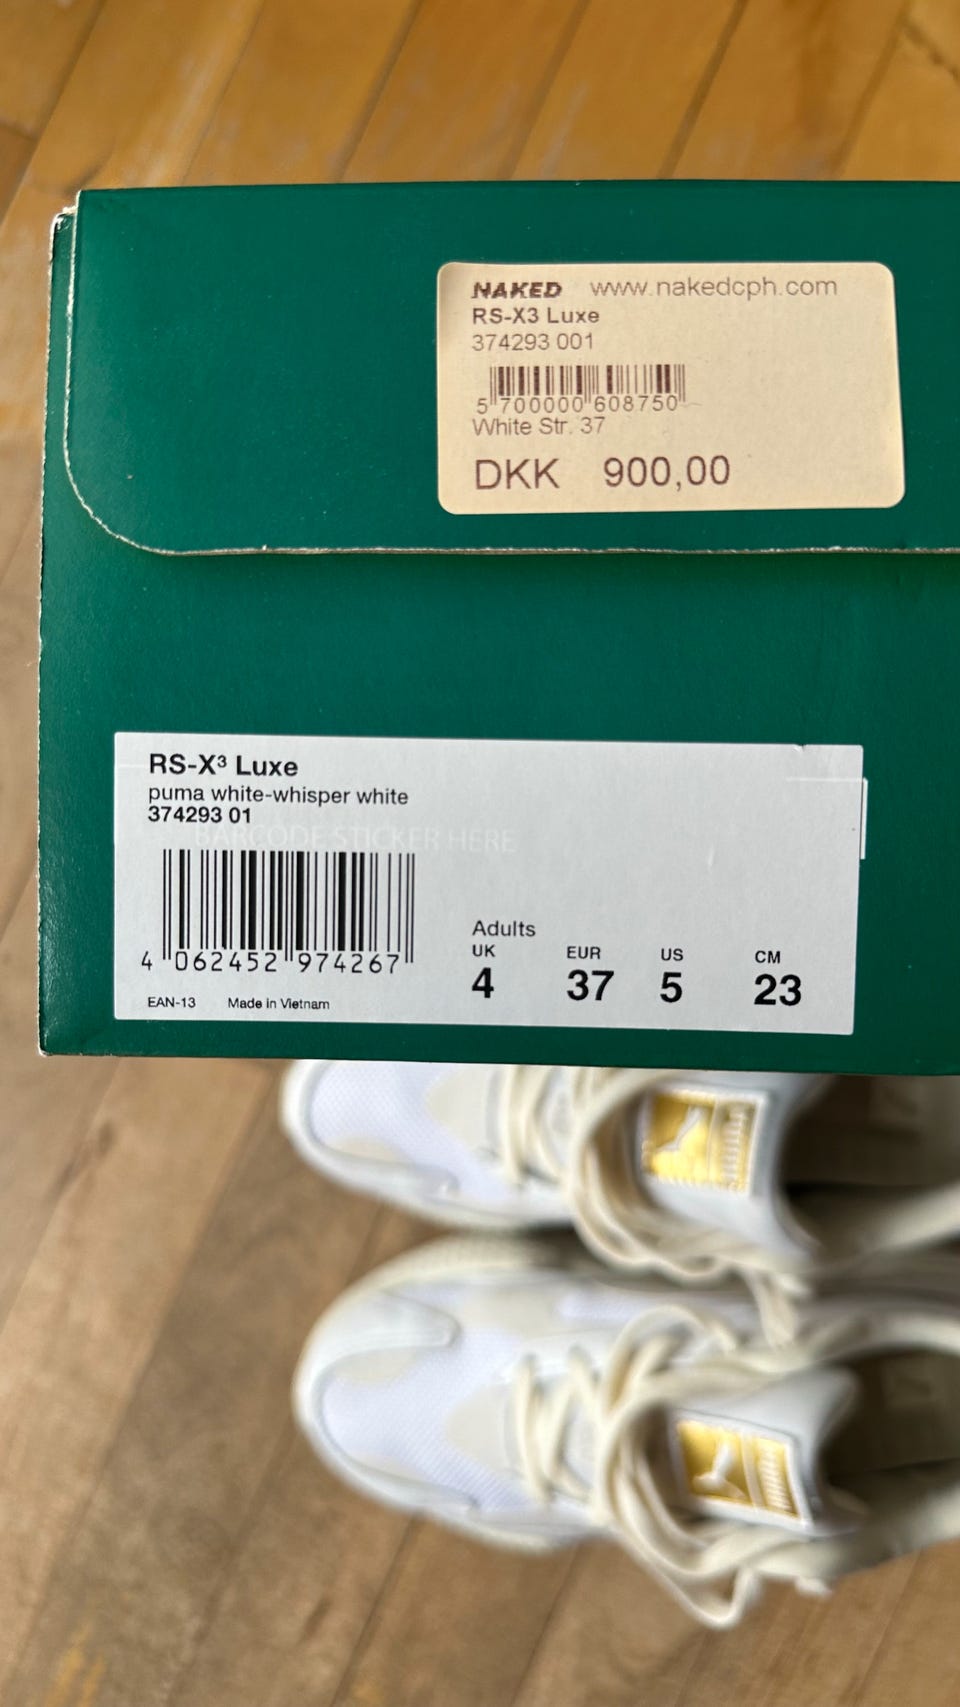 NAKED www.nakedcph.com
RS-X3 Luxe
374293 001
5 700000 608750
White Str. 37
DKK 900,00
RS-X³ Luxe
puma white-whisper white
374293 01
BARCODE STICKER HERE
4 062452 974267
EAN-13 Made in Vietnam
Adults
UK EUR US CM
4 37 5 23